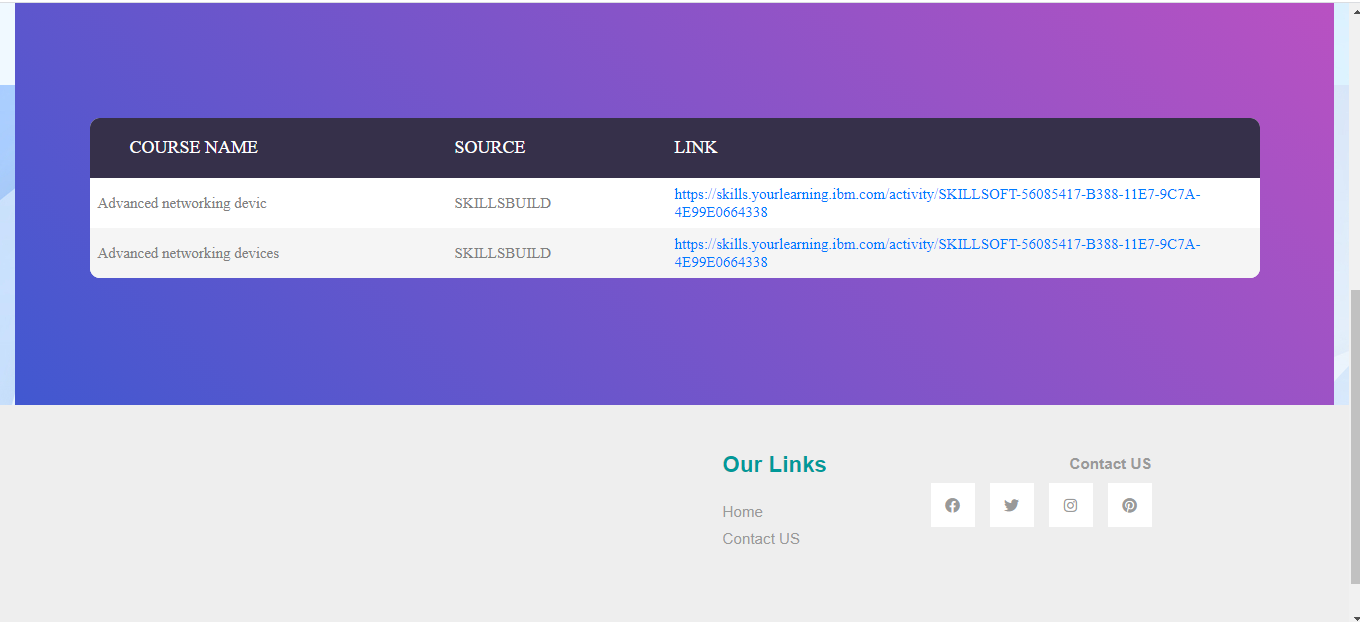 COURSE NAME SOURCE LINK
Advanced networking devic SKILLSBUILD https://skills.yourlearning.ibm.com/activity/SKILLSOFT-56085417-B388-11E7-9C7A-
4E99E0664338
Advanced networking devices SKILLSBUILD https://skills.yourlearning.ibm.com/activity/SKILLSOFT-56085417-B388-11E7-9C7A-
4E99E0664338
Our Links
Home
Contact US
Contact US